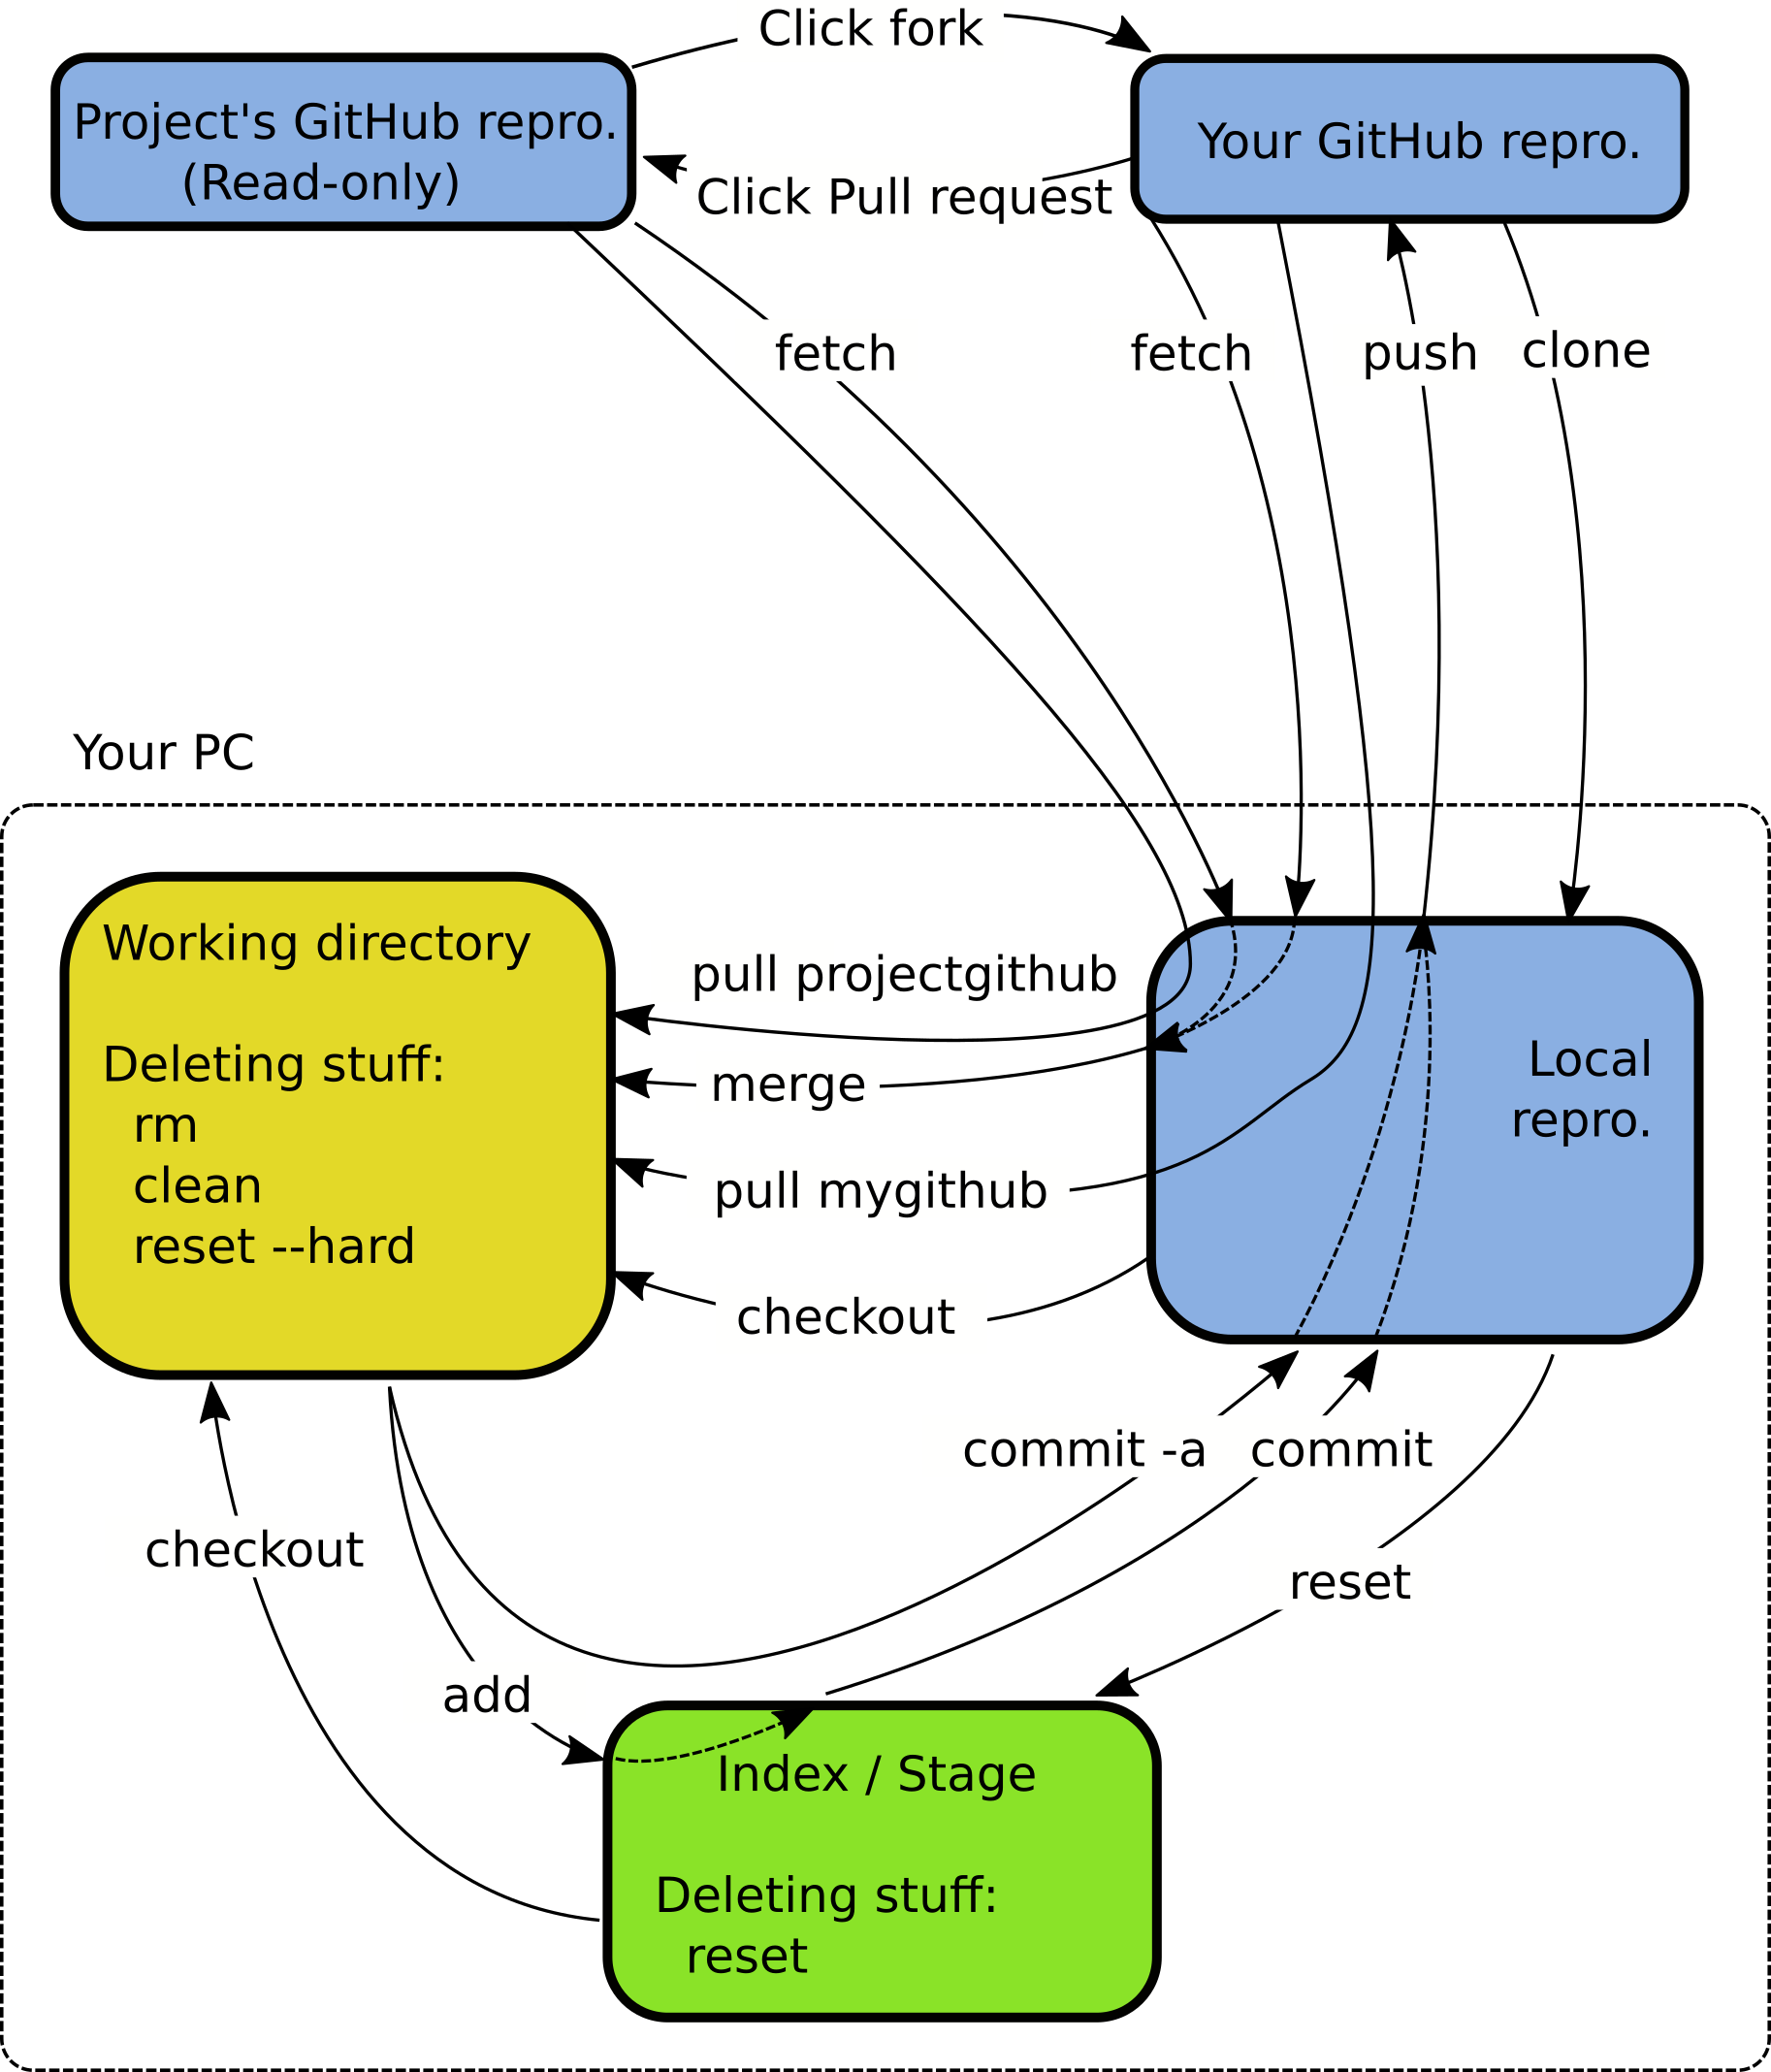 Click fork
Project's GitHub repro.
(Read-only)
Your GitHub repro.
Click Pull request
fetch
fetch
push
clone
Your PC
Working directory
Deleting stuff:
rm
clean
reset --hard
pull projectgithub
merge
pull mygithub
checkout
Local
repro.
commit -a
commit
checkout
reset
add
Index / Stage
Deleting stuff:
reset